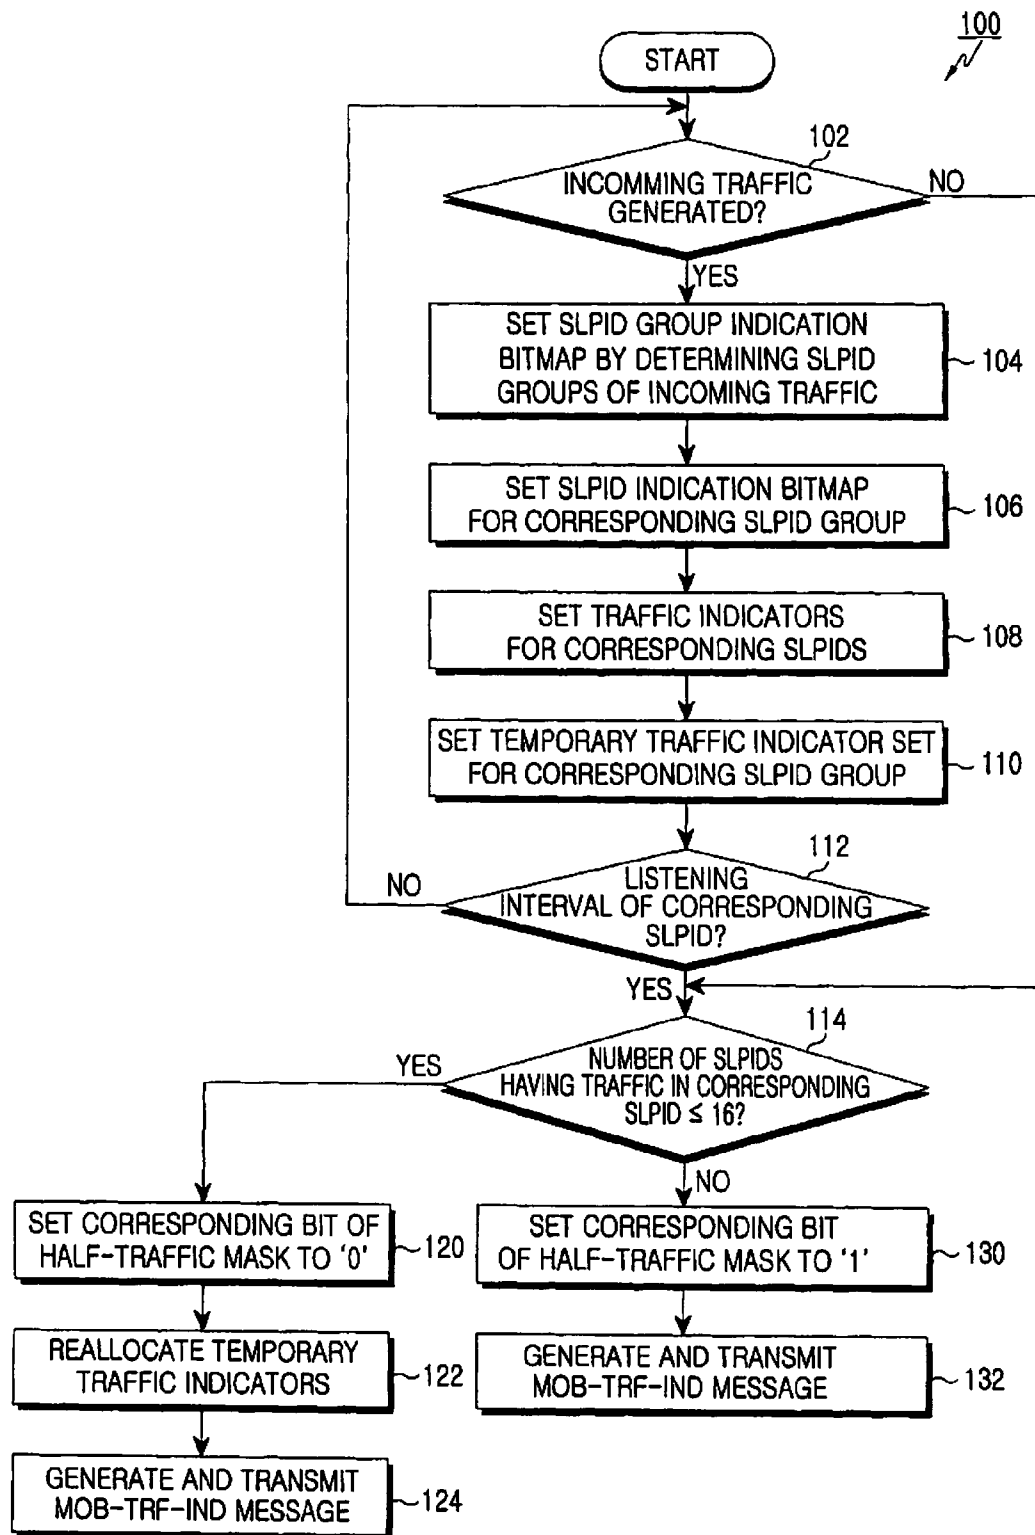 100
START
102
INCOMMING TRAFFIC
GENERATED?
NO
YES
SET SLPID GROUP INDICATION
BITMAP BY DETERMINING SLPID
GROUPS OF INCOMING TRAFFIC
104
SET SLPID INDICATION BITMAP
FOR CORRESPONDING SLPID GROUP
106
SET TRAFFIC INDICATORS
FOR CORRESPONDING SLPIDS
108
SET TEMPORARY TRAFFIC INDICATOR SET
FOR CORRESPONDING SLPID GROUP
110
112
NO
LISTENING
INTERVAL OF CORRESPONDING
SLPID?
YES
114
YES
NUMBER OF SLPIDS
HAVING TRAFFIC IN CORRESPONDING
SLPID ≤ 16?
NO
SET CORRESPONDING BIT OF
HALF-TRAFFIC MASK TO '0'
120
SET CORRESPONDING BIT
OF HALF-TRAFFIC MASK TO '1'
130
REALLOCATE TEMPORARY
TRAFFIC INDICATORS
122
GENERATE AND TRANSMIT
MOB-TRF-IND MESSAGE
132
GENERATE AND TRANSMIT
MOB-TRF-IND MESSAGE
124